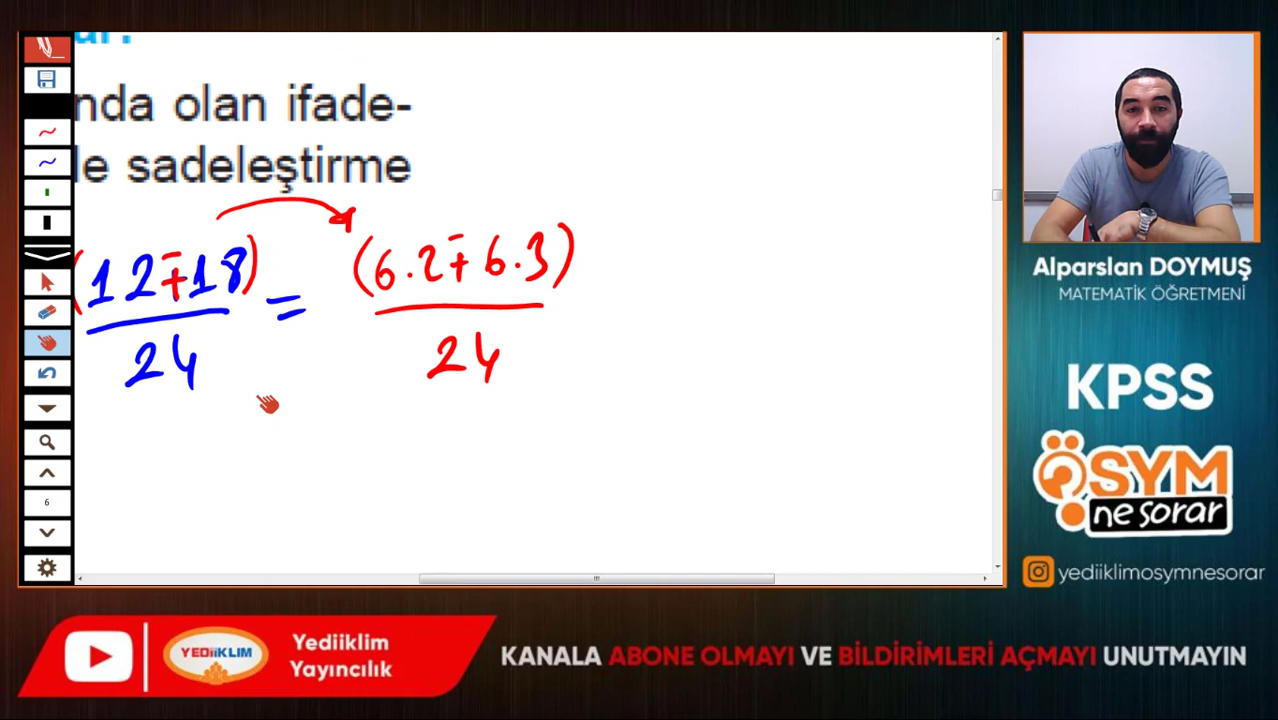 nda olan ifade-
le sadeleştirme
(12∓18) = (6.2∓6.3)
24 24
6
Alparslan DOYMUŞ
MATEMATİK ÖĞRETMENİ
KPSS
ÖSYM
ne sorar
yediiklimosymnesorar
YEDİİKLİM
Yediiklim
Yayıncılık
KANALA ABONE OLMAYI VE BİLDİRİMLERİ AÇMAYI UNUTMAYIN